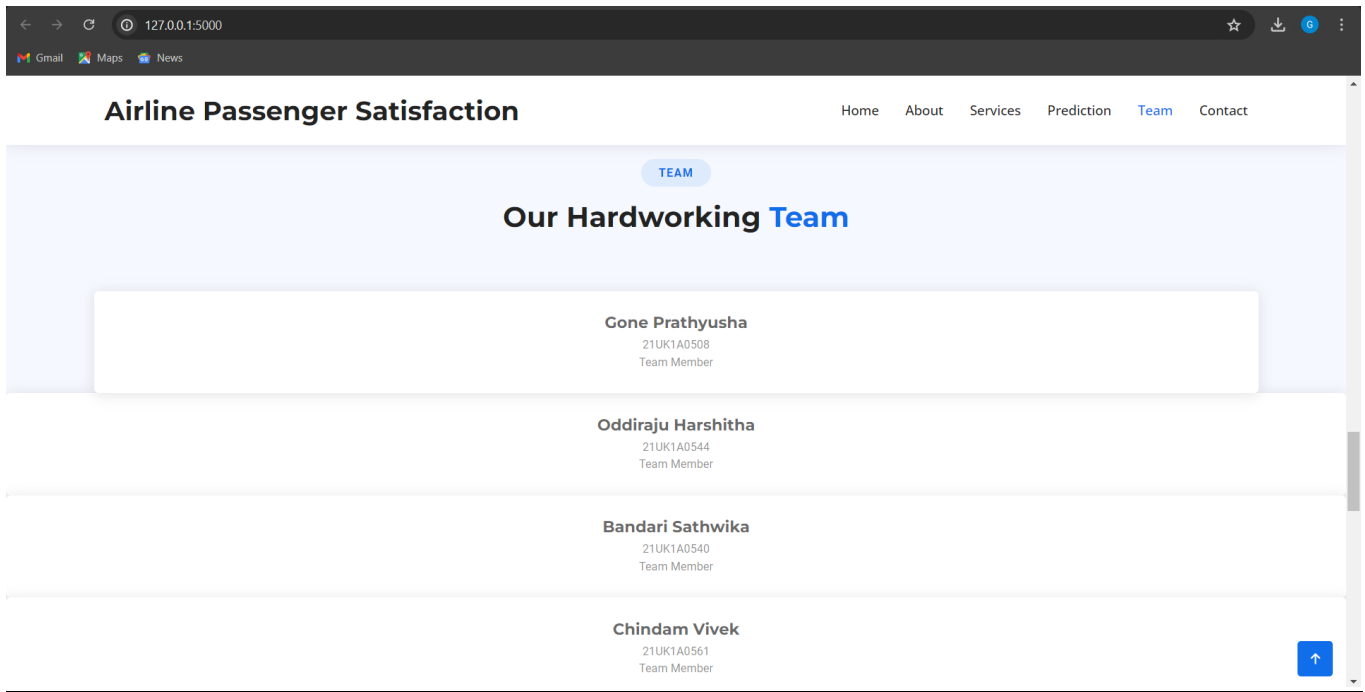 127.0.0.1:5000
G
Gmail Maps News
Airline Passenger Satisfaction
Home About Services Prediction Team Contact
TEAM
Our Hardworking Team
Gone Prathyusha
21UK1A0508
Team Member
Oddiraju Harshitha
21UK1A0544
Team Member
Bandari Sathwika
21UK1A0540
Team Member
Chindam Vivek
21UK1A0561
Team Member